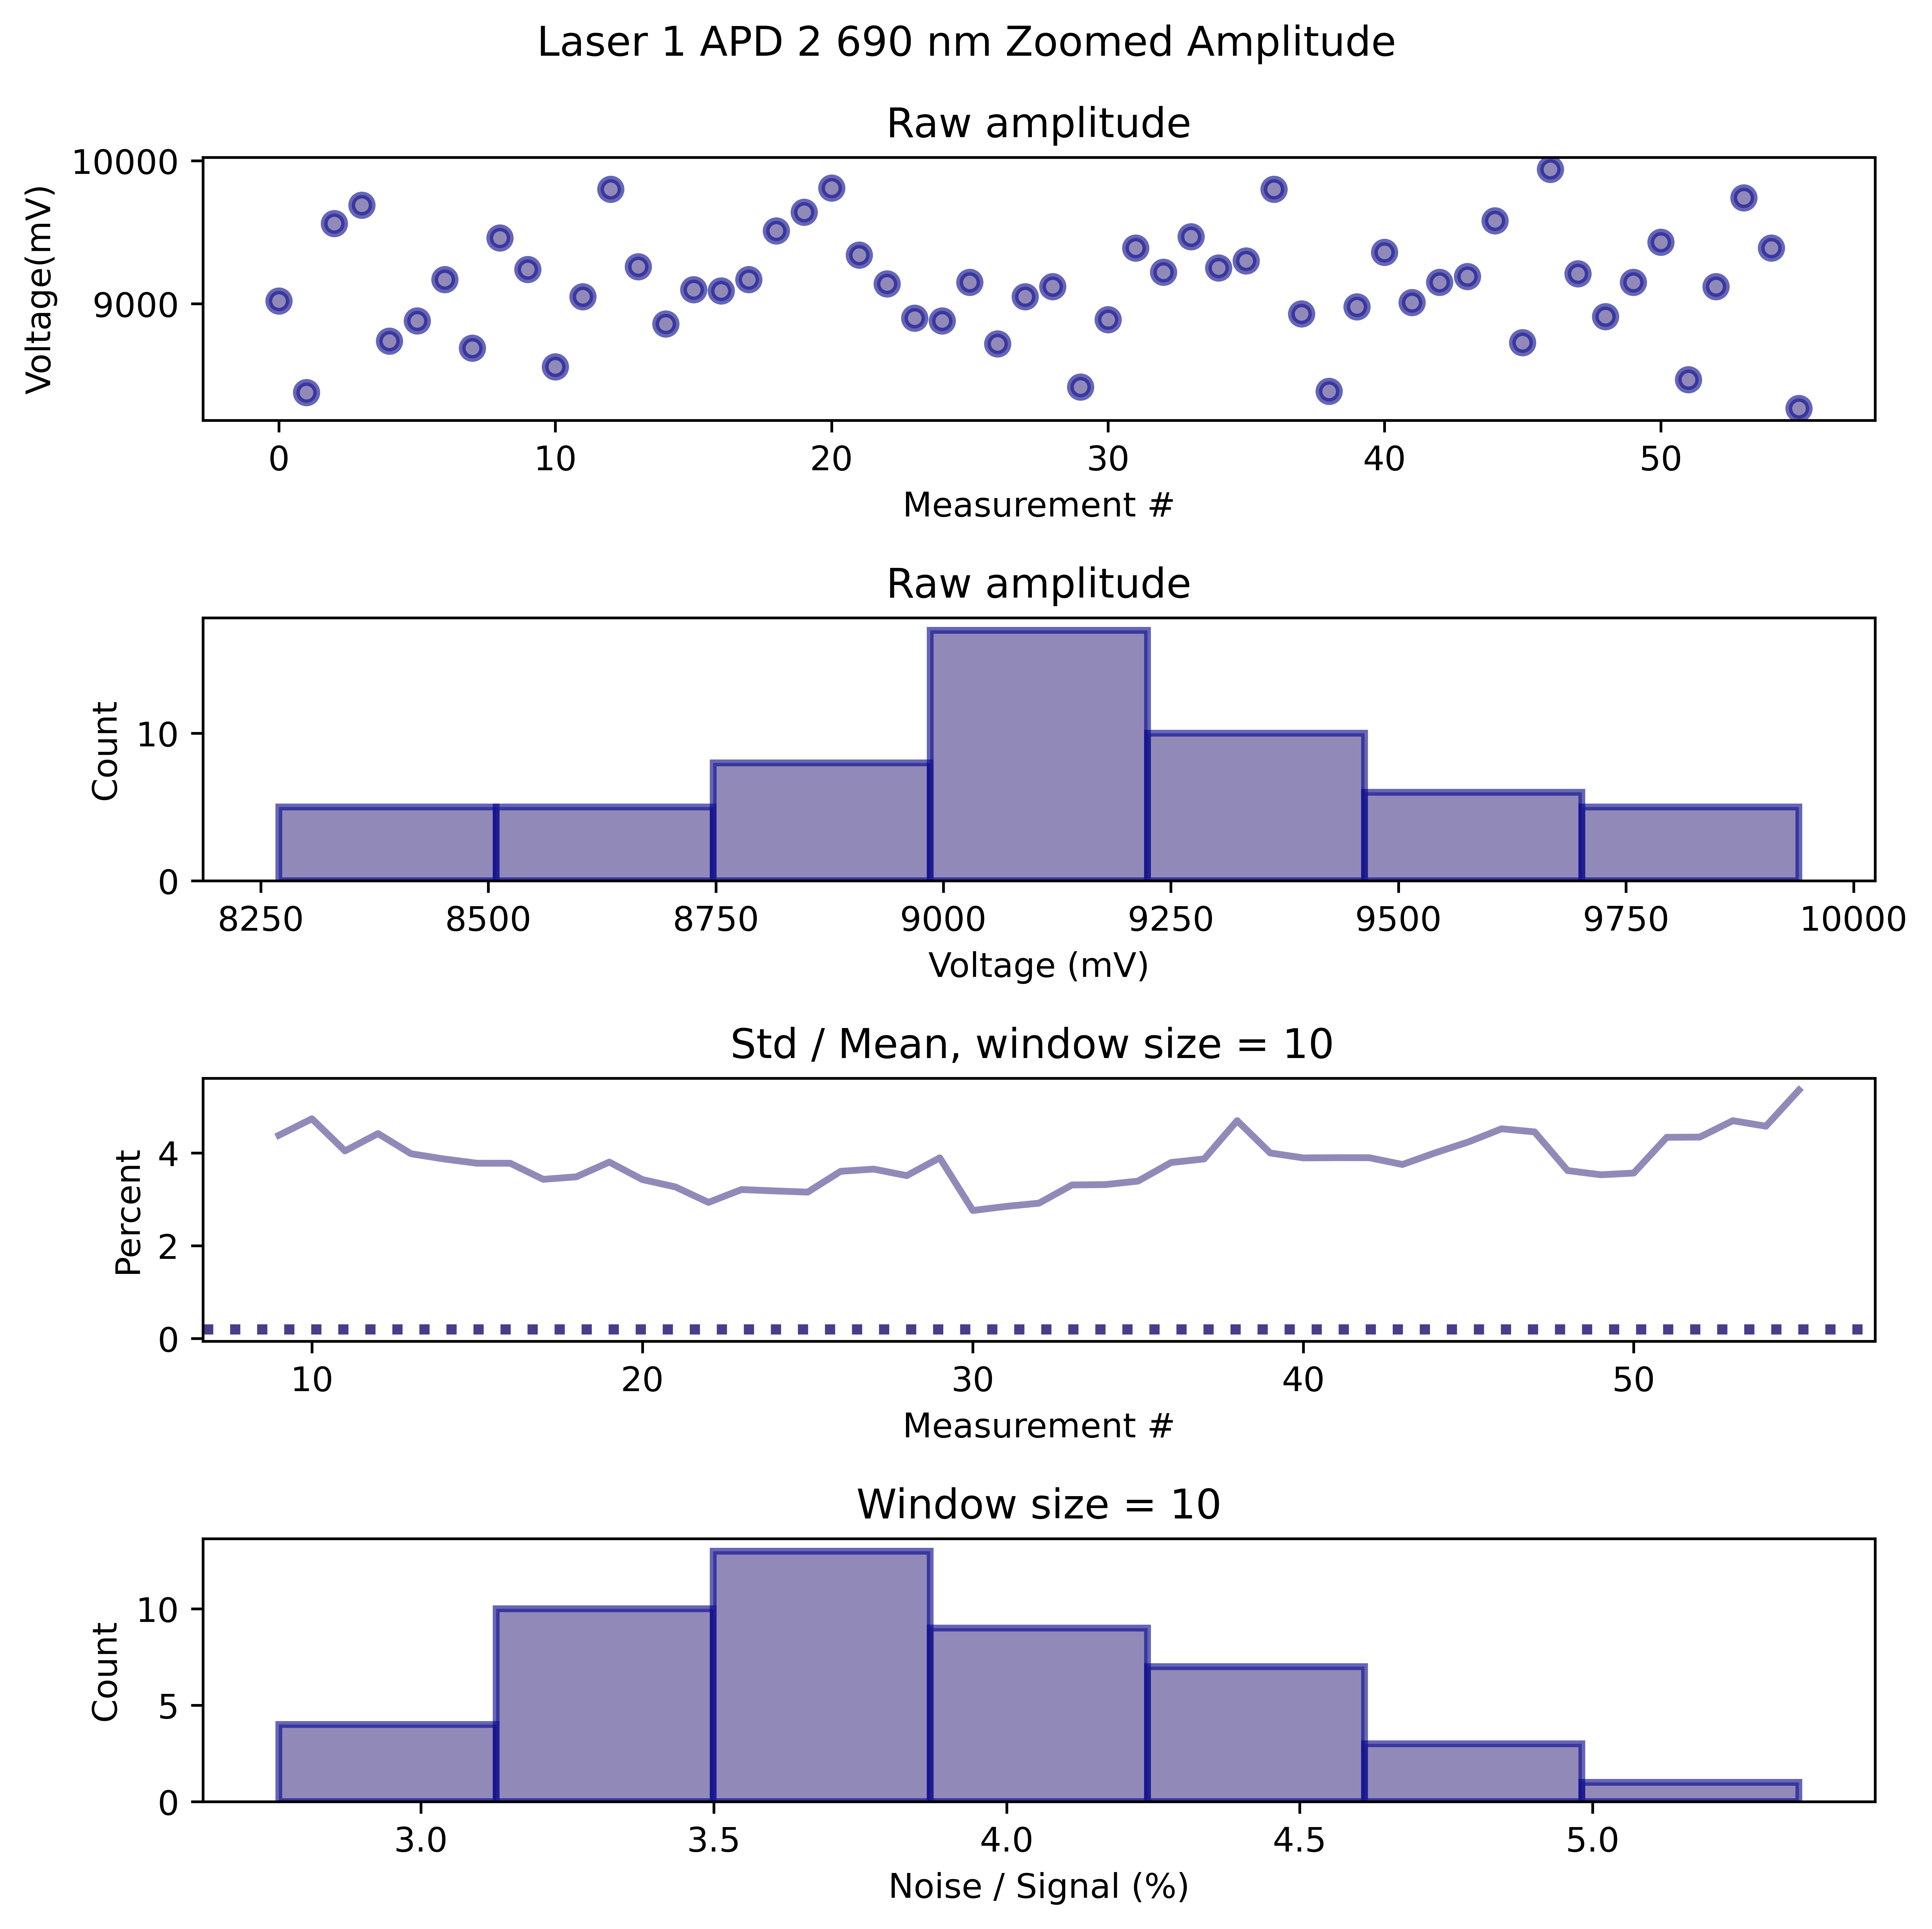 Laser 1 APD 2 690 nm Zoomed Amplitude
Raw amplitude
10000
9000
Voltage(mV)
0 10 20 30 40 50
Measurement #
Raw amplitude
10
0
Count
8250 8500 8750 9000 9250 9500 9750 10000
Voltage (mV)
Std / Mean, window size = 10
4
2
0
Percent
10 20 30 40 50
Measurement #
Window size = 10
10
5
0
Count
3.0 3.5 4.0 4.5 5.0
Noise / Signal (%)